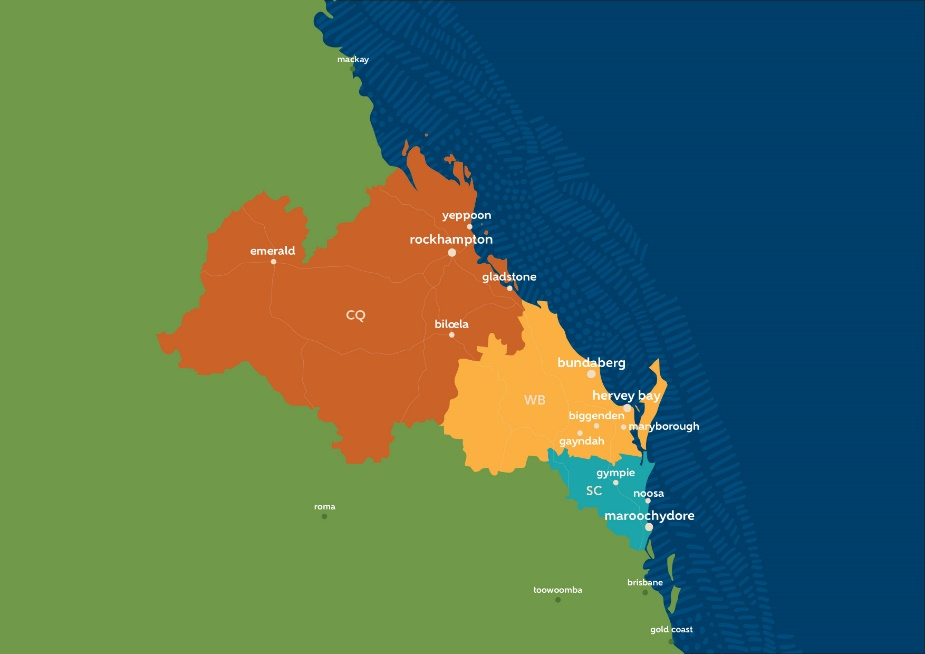 mackay
yeppoon
rockhampton
emerald
gladstone
CQ
biloela
bundaberg
hervey bay
WB
biggenden
maryborough
gayndah
gympie
SC
noosa
roma
maroochydore
brisbane
toowoomba
gold coast